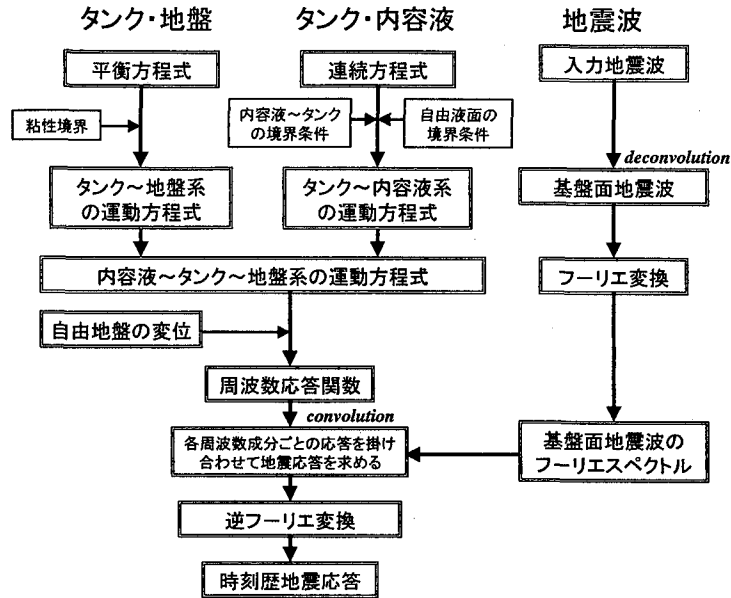 タンク・地盤
タンク・内容液
地震波
平衡方程式
連続方程式
入力地震波
粘性境界
内容液～タンク
の境界条件
自由液面の
境界条件
deconvolution
タンク～地盤系
の運動方程式
タンク～内容液系
の運動方程式
基盤面地震波
内容液～タンク～地盤系の運動方程式
フーリエ変換
自由地盤の変位
周波数応答関数
convolution
各周波数成分ごとの応答を掛け
合わせて地震応答を求める
基盤面地震波の
フーリエスペクトル
逆フーリエ変換
時刻歴地震応答